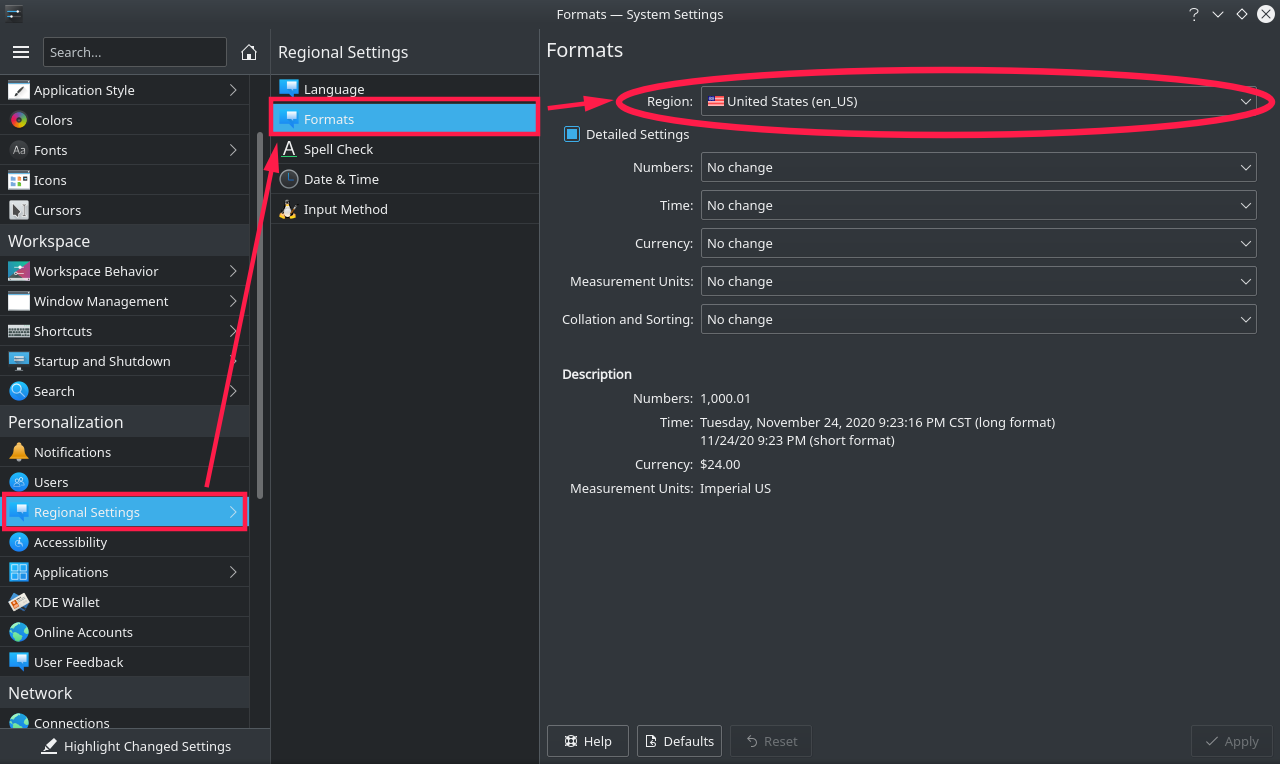 Formats — System Settings
Search...
Application Style
Colors
Fonts
Icons
Cursors
Workspace
Workspace Behavior
Window Management
Shortcuts
Startup and Shutdown
Search
Personalization
Notifications
Users
Regional Settings
Accessibility
Applications
KDE Wallet
Online Accounts
User Feedback
Network
Connections
Highlight Changed Settings
Regional Settings
Language
Formats
Spell Check
Date & Time
Input Method
Formats
Region: United States (en_US)
Detailed Settings
Numbers: No change
Time: No change
Currency: No change
Measurement Units: No change
Collation and Sorting: No change
Description
Numbers: 1,000.01
Time: Tuesday, November 24, 2020 9:23:16 PM CST (long format)
11/24/20 9:23 PM (short format)
Currency: $24.00
Measurement Units: Imperial US
Help Defaults Reset Apply